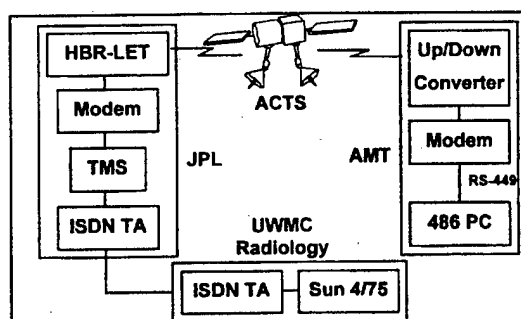 HBR-LET
Modem
TMS
ISDN TA
JPL
ACTS
AMT
Up/Down
Converter
Modem
RS-449
486 PC
UWMC
Radiology
ISDN TA
Sun 4/75